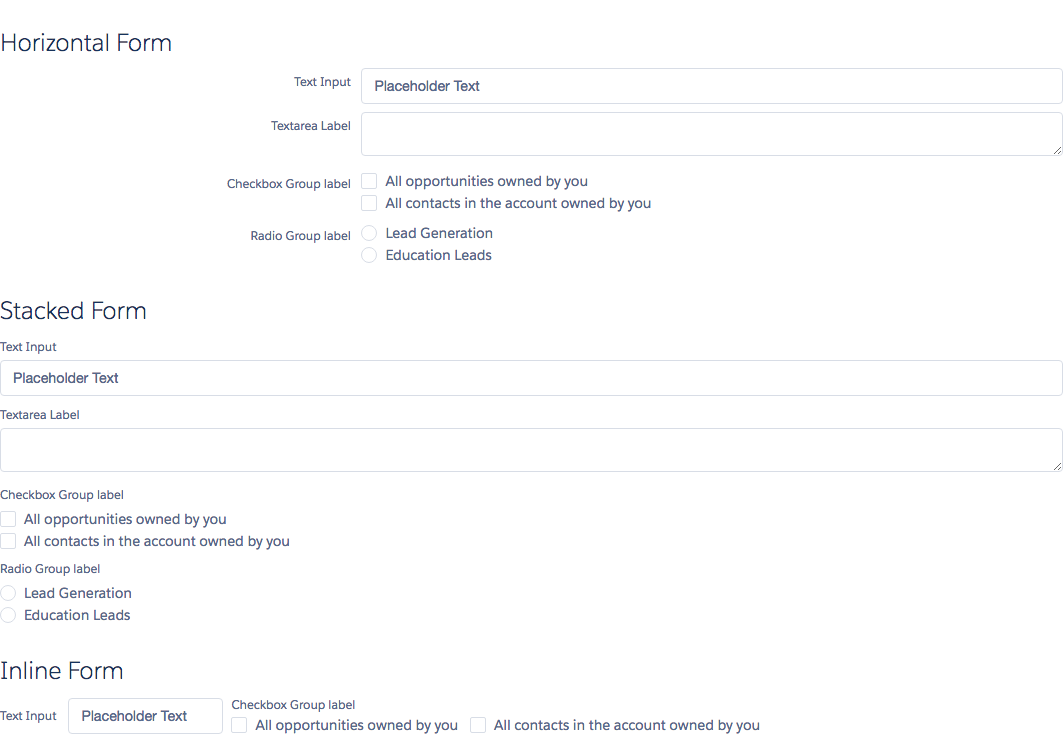 Horizontal Form
Text Input Placeholder Text
Textarea Label
Checkbox Group label All opportunities owned by you
All contacts in the account owned by you
Radio Group label Lead Generation
Education Leads
Stacked Form
Text Input
Placeholder Text
Textarea Label
Checkbox Group label
All opportunities owned by you
All contacts in the account owned by you
Radio Group label
Lead Generation
Education Leads
Inline Form
Text Input Placeholder Text
Checkbox Group label
All opportunities owned by you All contacts in the account owned by you